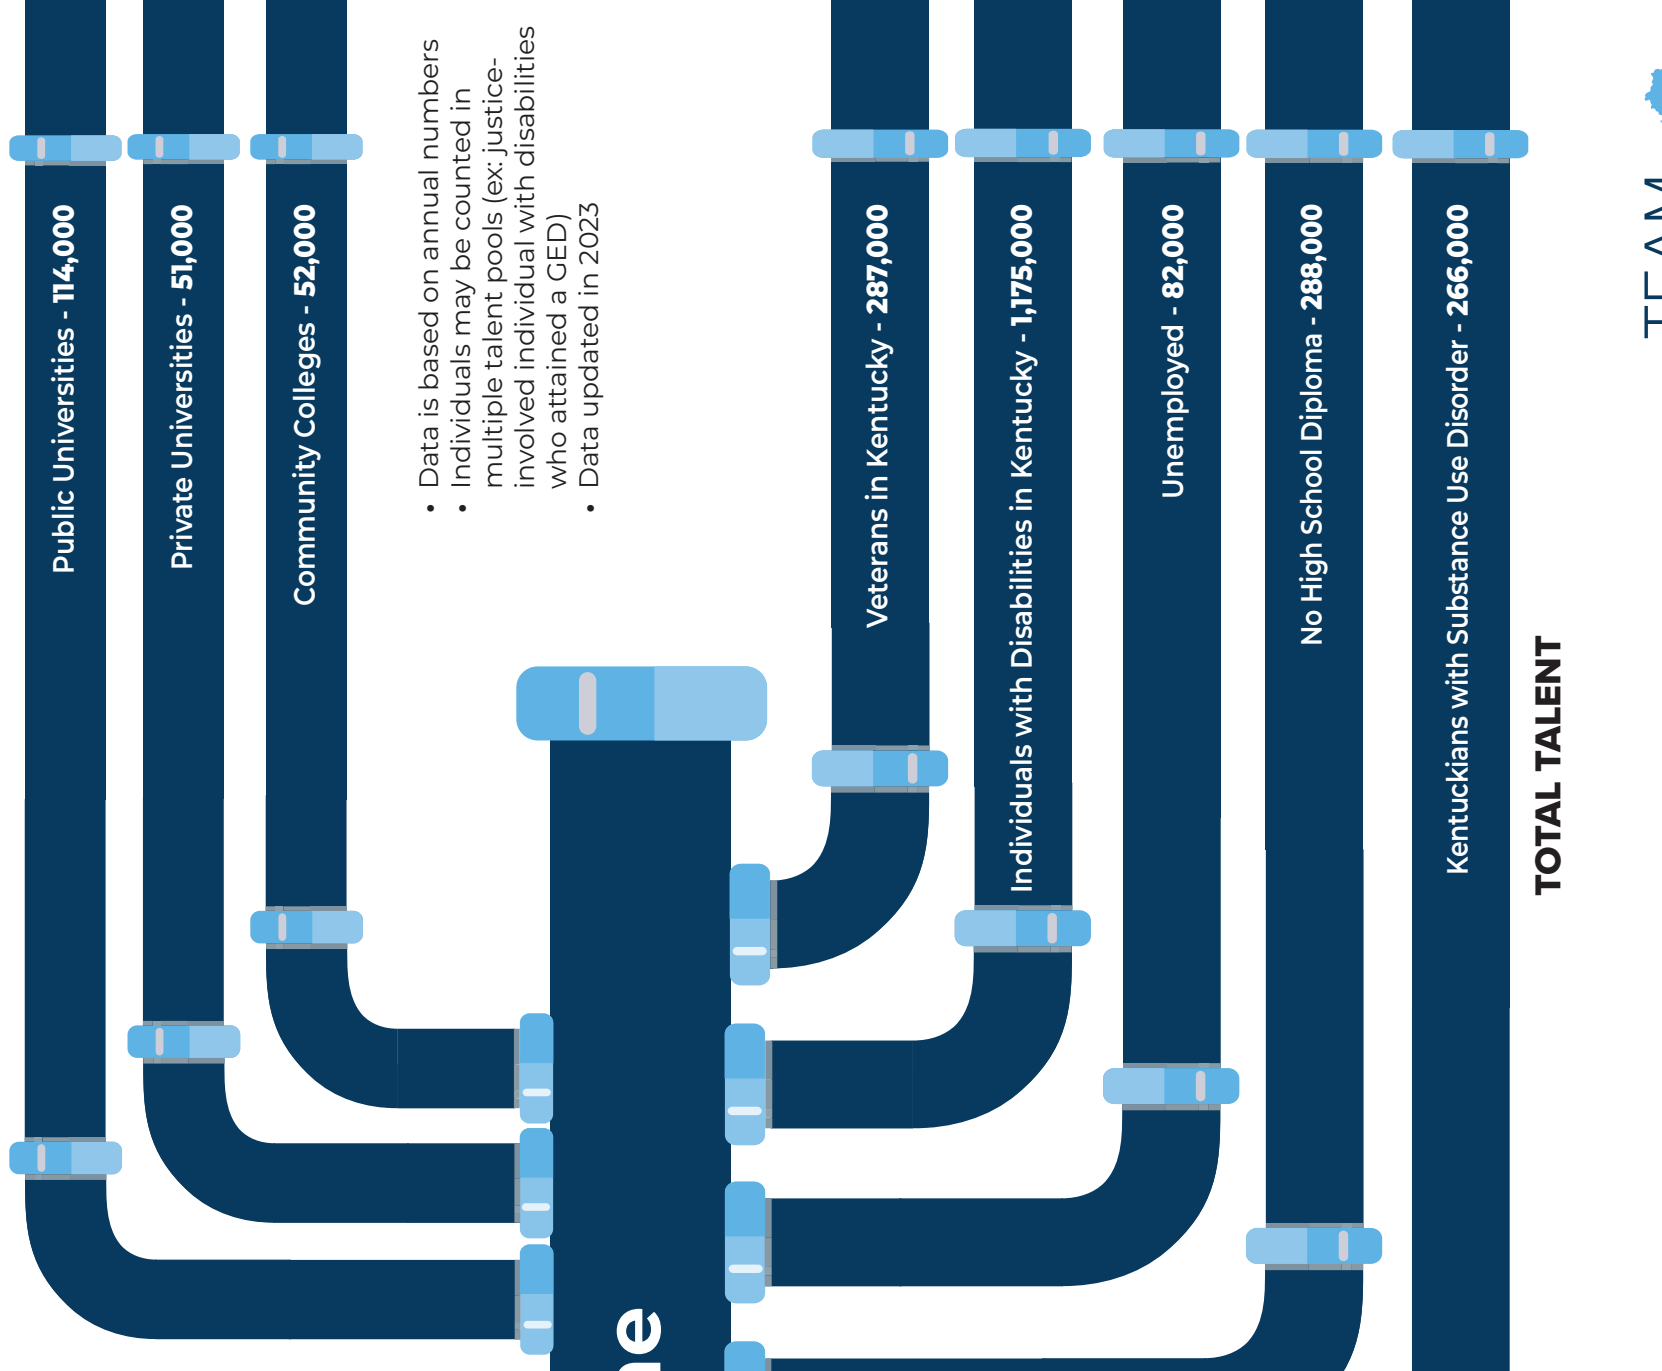 Public Universities - 114,000
Private Universities - 51,000
Community Colleges - 52,000
• Data is based on annual numbers
• Individuals may be counted in
multiple talent pools (ex: justice-
involved individual with disabilities
who attained a GED)
• Data updated in 2023
Veterans in Kentucky - 287,000
Individuals with Disabilities in Kentucky - 1,175,000
Unemployed - 82,000
No High School Diploma - 288,000
Kentuckians with Substance Use Disorder - 266,000
TOTAL TALENT